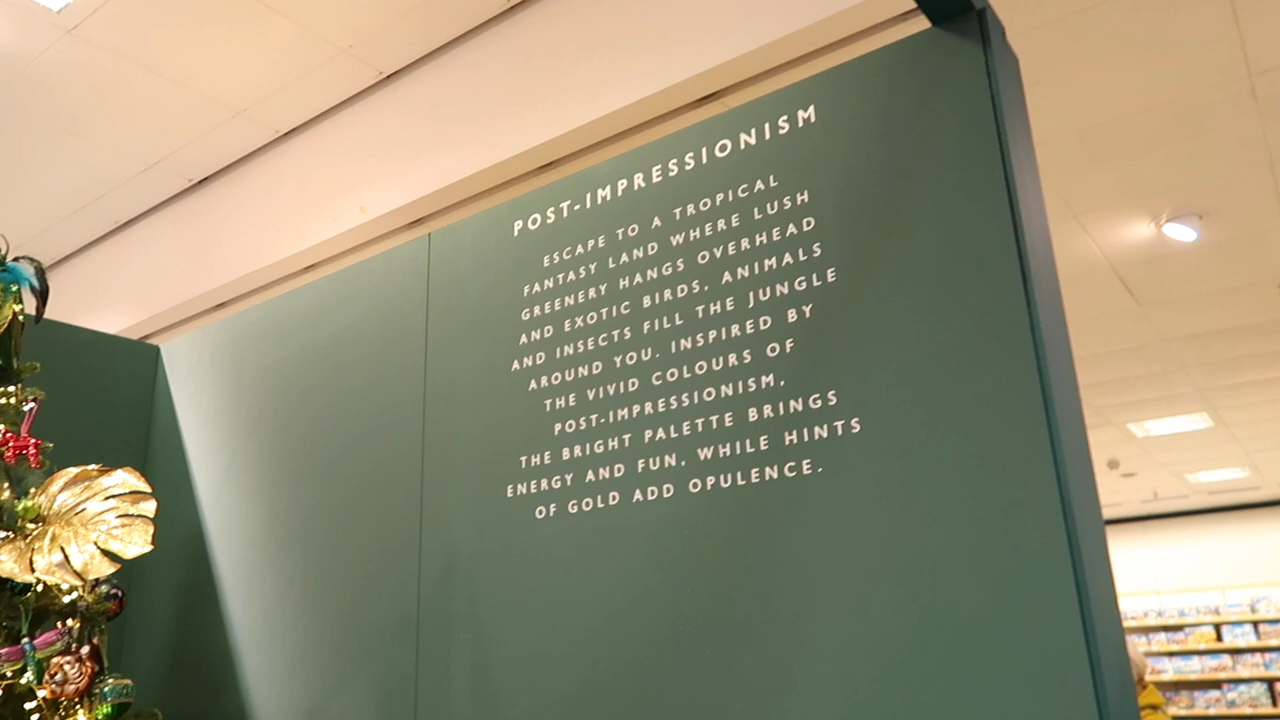 POST-IMPRESSIONISM
ESCAPE TO A TROPICAL
FANTASY LAND WHERE LUSH
GREENERY HANGS OVERHEAD
AND EXOTIC BIRDS, ANIMALS
AND INSECTS FILL THE JUNGLE
AROUND YOU. INSPIRED BY
THE VIVID COLOURS OF
POST-IMPRESSIONISM,
THE BRIGHT PALETTE BRINGS
ENERGY AND FUN, WHILE HINTS
OF GOLD ADD OPULENCE.